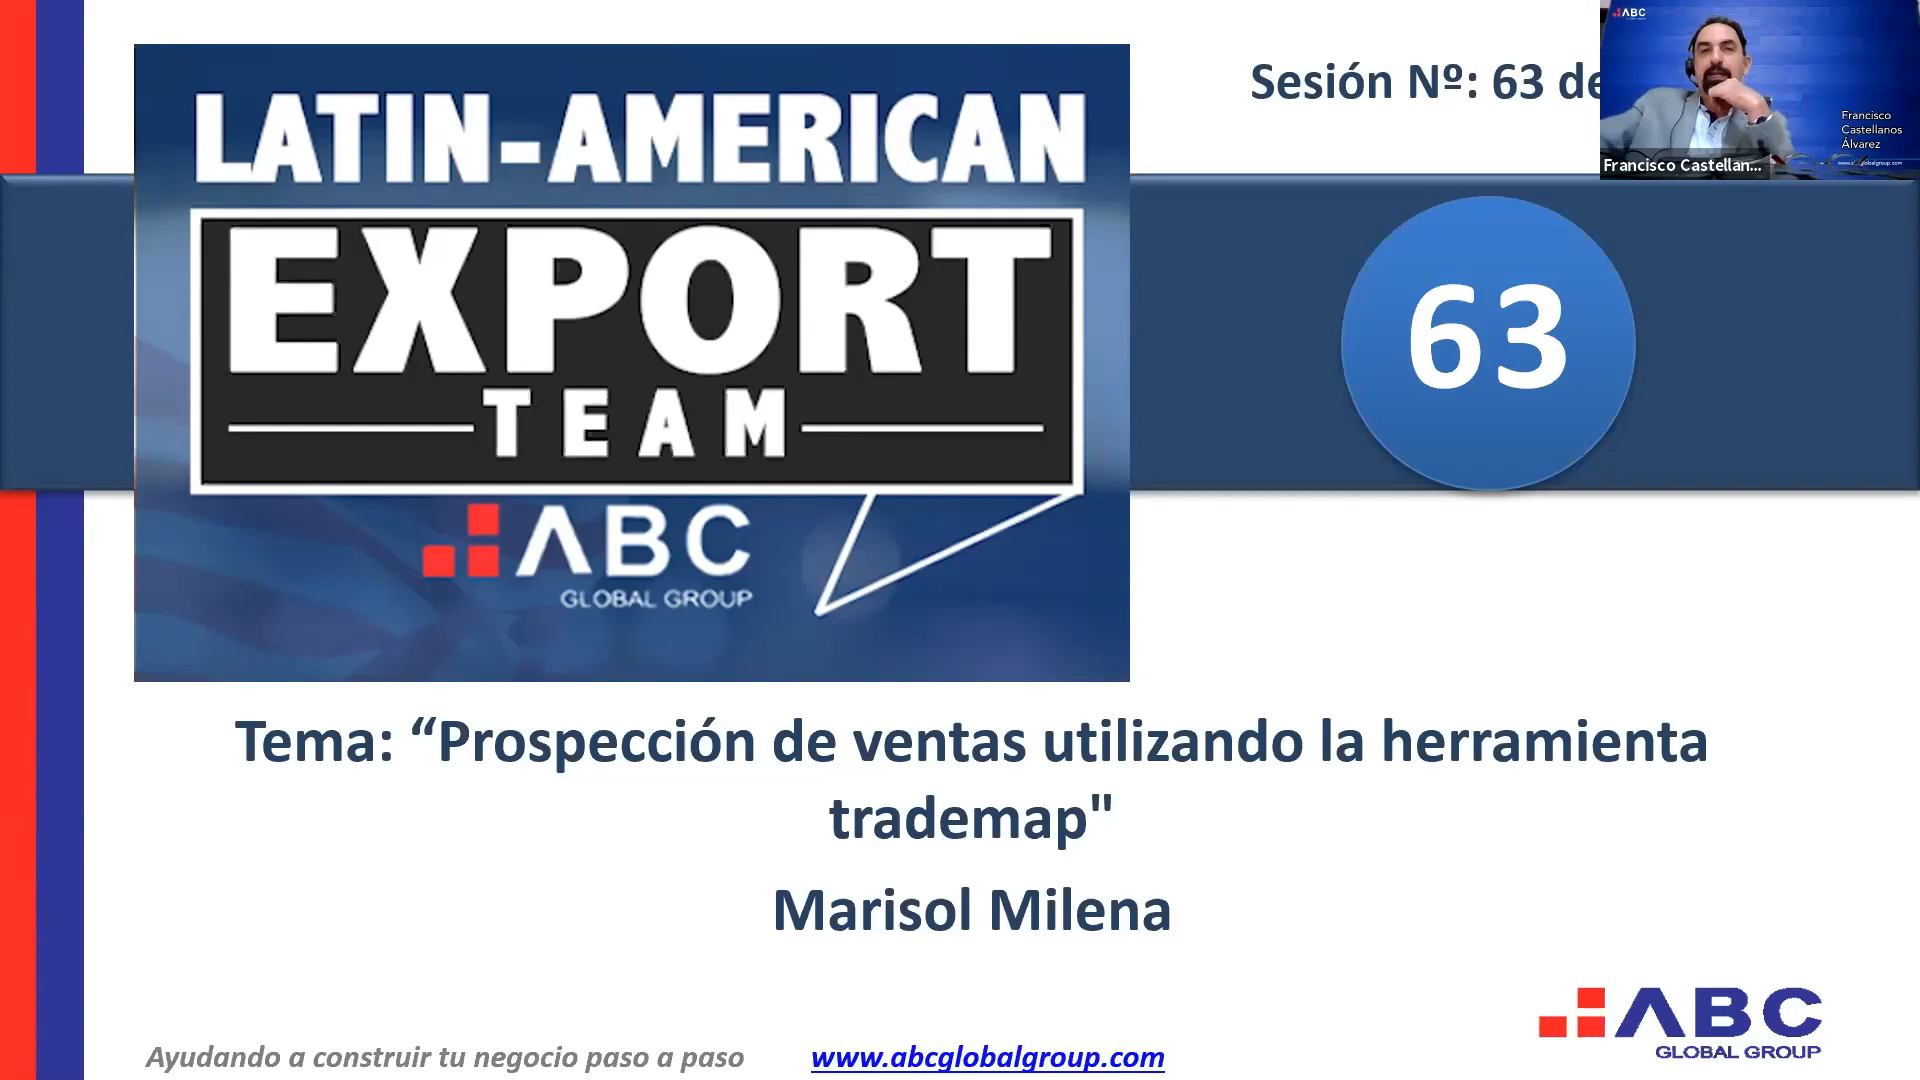 LATIN-AMERICAN
EXPORT
TEAM
ABC
GLOBAL GROUP
Sesión Nº: 63 de
ABC
Francisco
Castellanos
Álvarez
Francisco Castellan...
63
Tema: “Prospección de ventas utilizando la herramienta
trademap"
Marisol Milena
ABC
GLOBAL GROUP
Ayudando a construir tu negocio paso a paso
www.abcglobalgroup.com